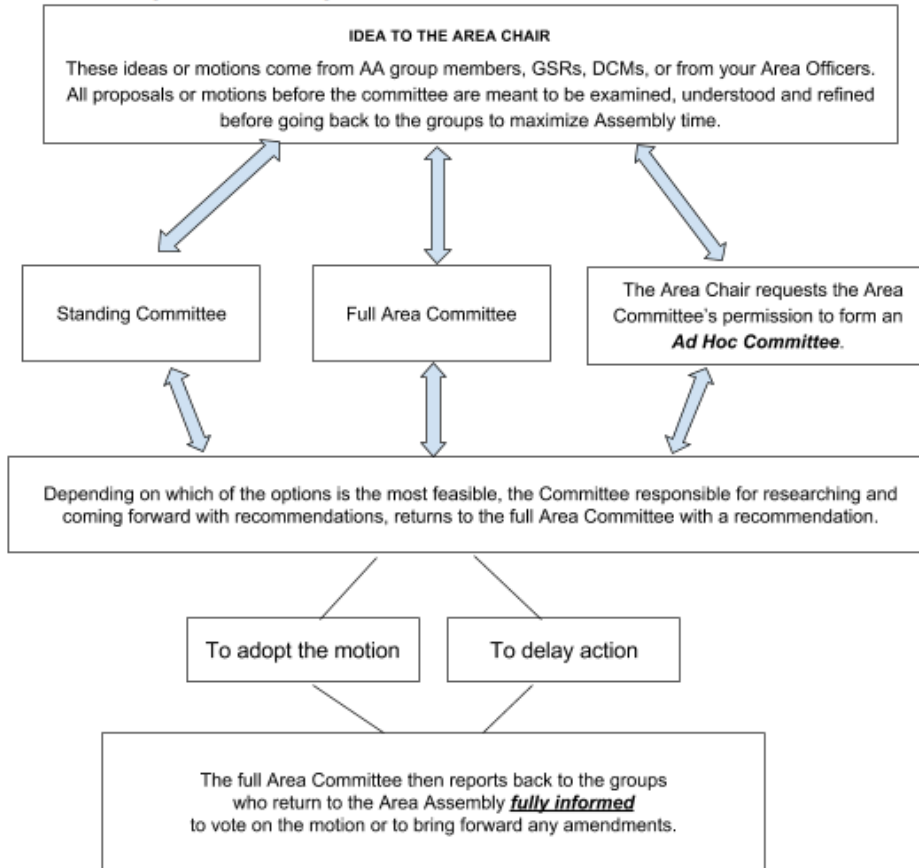 IDEA TO THE AREA CHAIR
These ideas or motions come from AA group members, GSRs, DCMs, or from your Area Officers.
All proposals or motions before the committee are meant to be examined, understood and refined
before going back to the groups to maximize Assembly time.
Standing Committee
Full Area Committee
The Area Chair requests the Area
Committee's permission to form an
Ad Hoc Committee.
Depending on which of the options is the most feasible, the Committee responsible for researching and
coming forward with recommendations, returns to the full Area Committee with a recommendation.
To adopt the motion
To delay action
The full Area Committee then reports back to the groups
who return to the Area Assembly fully informed
to vote on the motion or to bring forward any amendments.